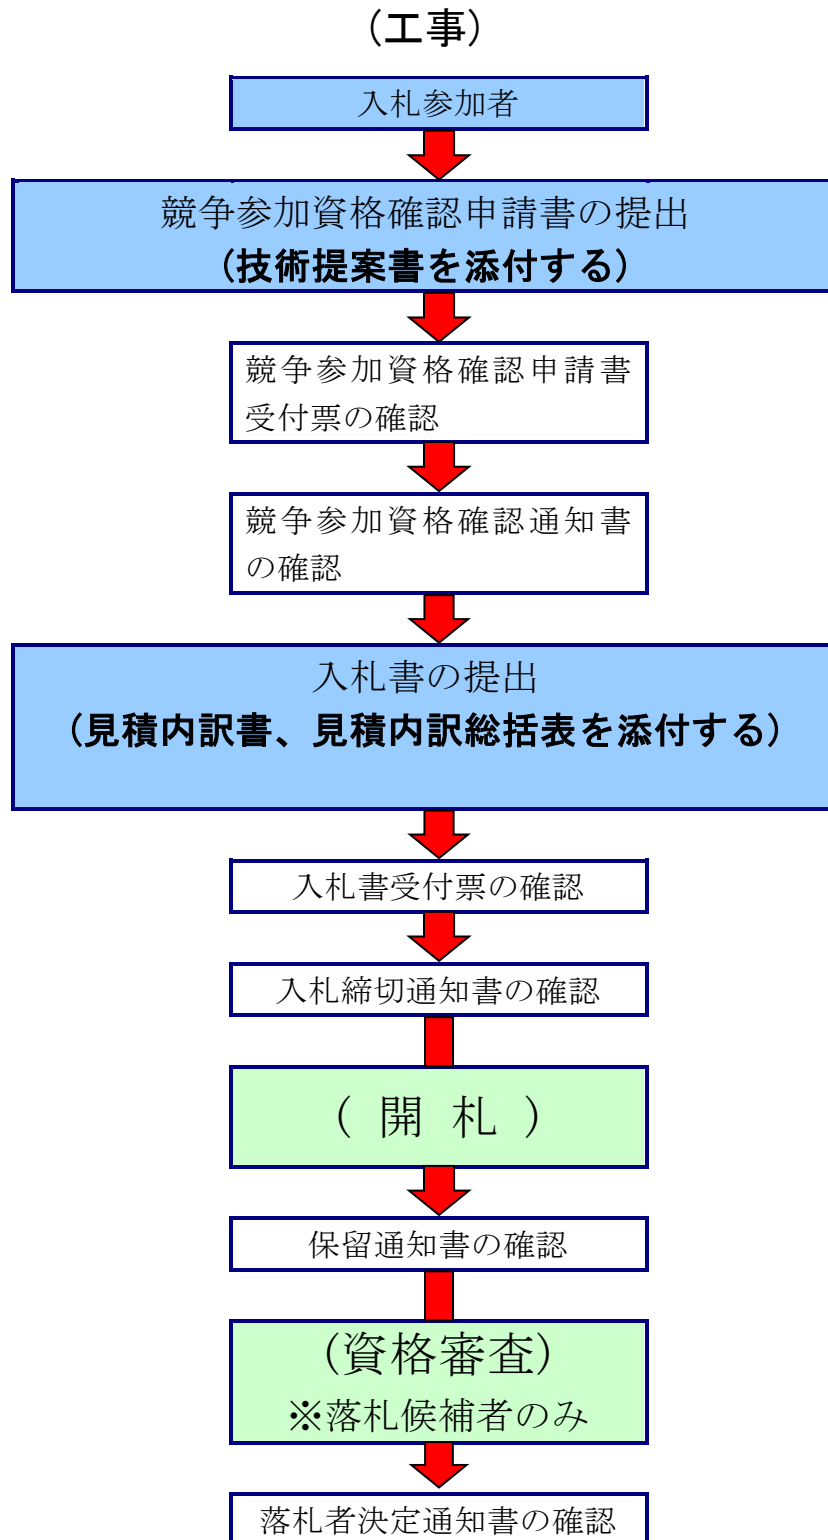 (工事)
入札参加者
競争参加資格確認申請書の提出
(技術提案書を添付する)
競争参加資格確認申請書
受付票の確認
競争参加資格確認通知書
の確認
入札書の提出
(見積内訳書、見積内訳総括表を添付する)
入札書受付票の確認
入札締切通知書の確認
( 開 札 )
保留通知書の確認
(資格審査)
※落札候補者のみ
落札者決定通知書の確認